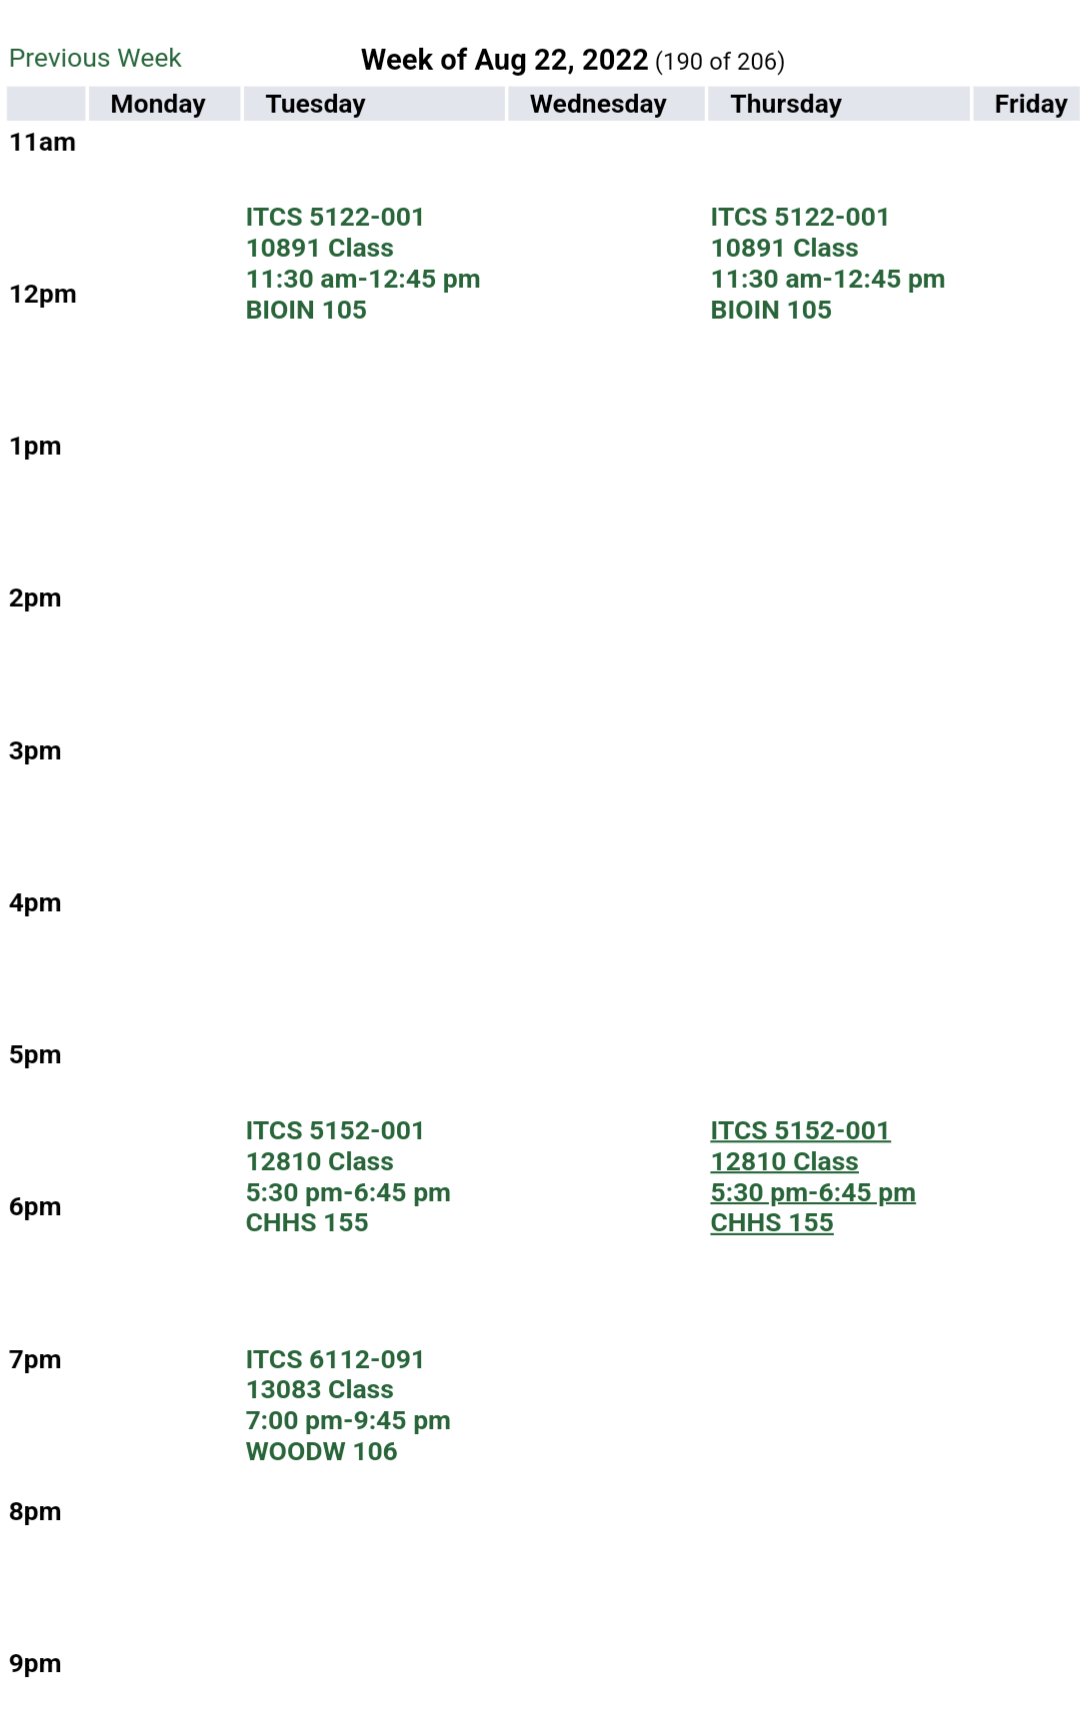 Previous Week
Week of Aug 22, 2022 (190 of 206)
Monday Tuesday Wednesday Thursday Friday
11am
ITCS 5122-001
10891 Class
11:30 am-12:45 pm
BIOIN 105
ITCS 5122-001
10891 Class
11:30 am-12:45 pm
BIOIN 105
12pm
1pm
2pm
3pm
4pm
5pm
ITCS 5152-001
12810 Class
5:30 pm-6:45 pm
CHHS 155
ITCS 5152-001
12810 Class
5:30 pm-6:45 pm
CHHS 155
6pm
7pm
ITCS 6112-091
13083 Class
7:00 pm-9:45 pm
WOODW 106
8pm
9pm